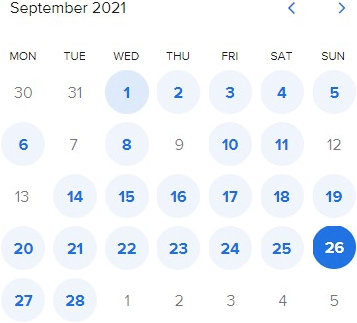 September 2021
MON TUE WED THU FRI SAT SUN
30 31 1 2 3 4 5
6 7 8 9 10 11 12
13 14 15 16 17 18 19
20 21 22 23 24 25 26
27 28 1 2 3 4 5